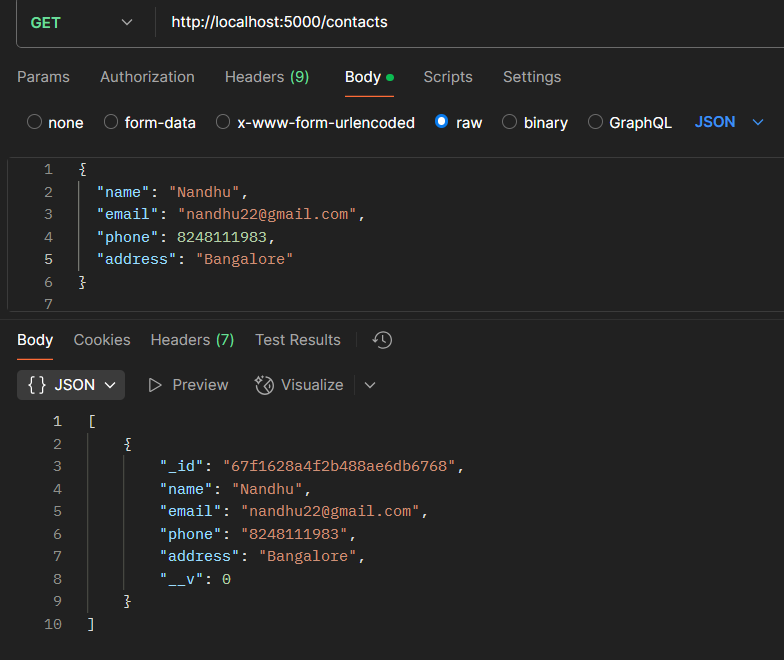 GET http://localhost:5000/contacts
Params Authorization Headers (9) Body Scripts Settings
none form-data x-www-form-urlencoded raw binary GraphQL JSON
1 {
2 "name": "Nandhu",
3 "email": "nandhu22@gmail.com",
4 "phone": 8248111983,
5 "address": "Bangalore"
6 }
7
Body Cookies Headers (7) Test Results
{} JSON Preview Visualize
1 [
2 {
3 "_id": "67f1628a4f2b488ae6db6768",
4 "name": "Nandhu",
5 "email": "nandhu22@gmail.com",
6 "phone": "8248111983",
7 "address": "Bangalore",
8 "__v": 0
9 }
10 ]